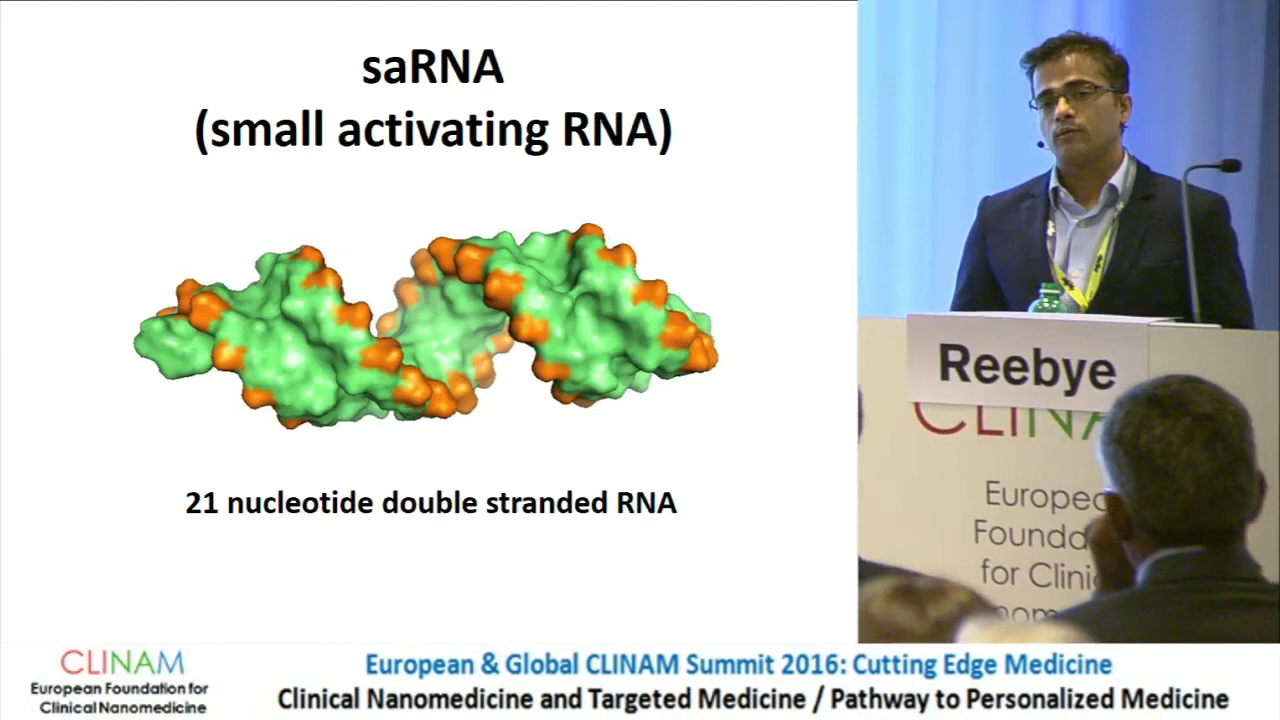 saRNA
(small activating RNA)
21 nucleotide double stranded RNA
Reebye
CLINA
Europe
Founda
for Clini
CLINAM
European Foundation for
Clinical Nanomedicine
European & Global CLINAM Summit 2016: Cutting Edge Medicine
Clinical Nanomedicine and Targeted Medicine / Pathway to Personalized Medicine